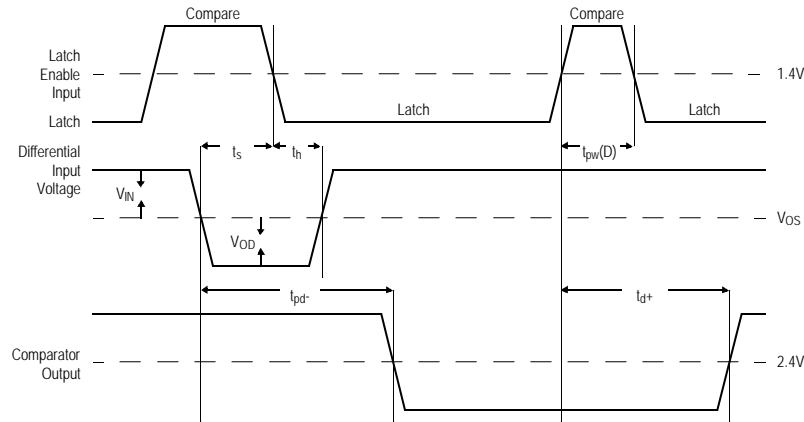 Compare
Compare
Latch
Enable
Input
1.4V
Latch
Latch
Latch
Differential
Input
Voltage
ts
th
tpw(D)
VIN
VOS
VOD
tpd-
td+
Comparator
Output
2.4V